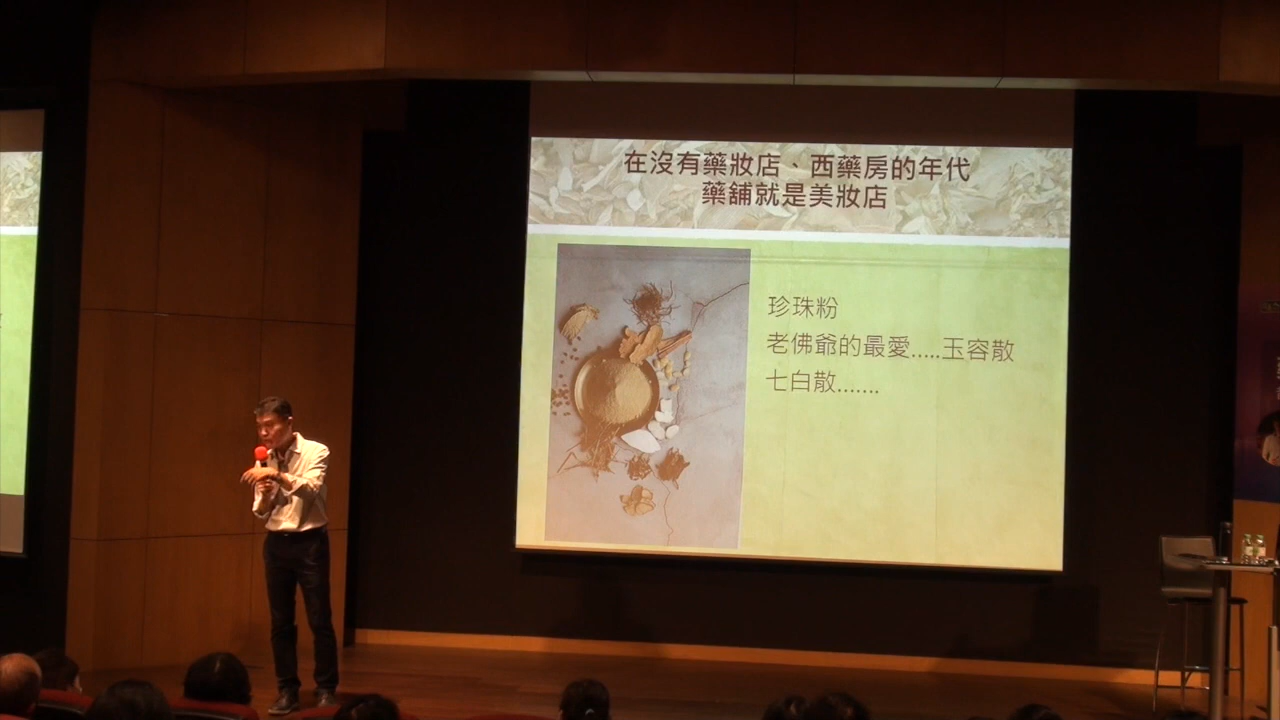 在沒有藥妝店、西藥房的年代
藥舖就是美妝店
珍珠粉
老佛爺的最愛.....玉容散
七白散.......